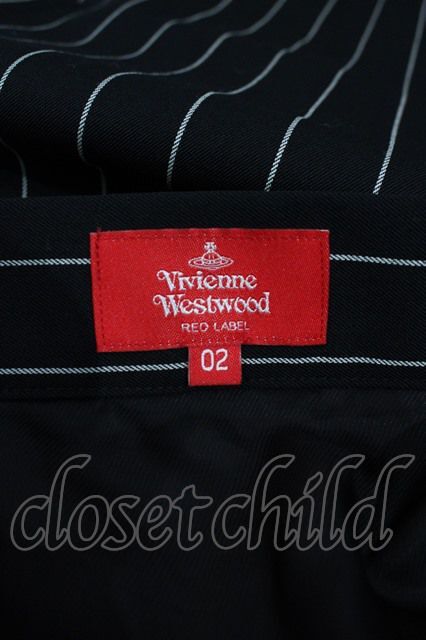 Vivienne
Westwood
RED LABEL
02
closet child